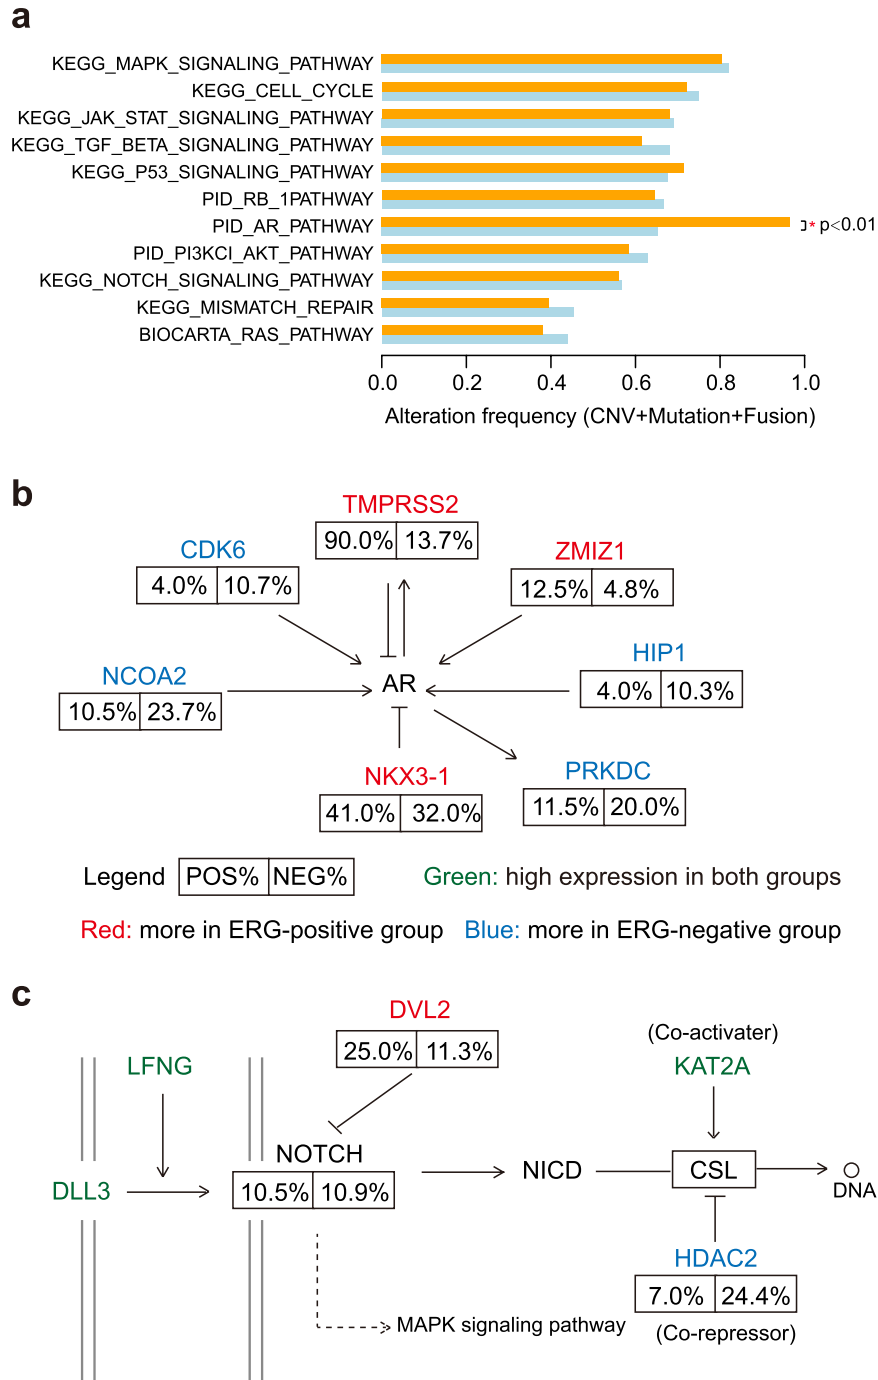 a
KEGG_MAPK_SIGNALING_PATHWAY
KEGG_CELL_CYCLE
KEGG_JAK_STAT_SIGNALING_PATHWAY
KEGG_TGF_BETA_SIGNALING_PATHWAY
KEGG_P53_SIGNALING_PATHWAY
PID_RB_1PATHWAY
PID_AR_PATHWAY
* p<0.01
PID_PI3KCI_AKT_PATHWAY
KEGG_NOTCH_SIGNALING_PATHWAY
KEGG_MISMATCH_REPAIR
BIOCARTA_RAS_PATHWAY
0.0 0.2 0.4 0.6 0.8 1.0
Alteration frequency (CNV+Mutation+Fusion)
b
TMPRSS2
90.0% 13.7%
CDK6
4.0% 10.7%
ZMIZ1
12.5% 4.8%
NCOA2
10.5% 23.7%
AR
HIP1
4.0% 10.3%
NKX3-1
41.0% 32.0%
PRKDC
11.5% 20.0%
Legend POS% NEG%
Green: high expression in both groups
Red: more in ERG-positive group
Blue: more in ERG-negative group
c
DVL2
25.0% 11.3%
LFNG
(Co-activater)
KAT2A
NOTCH
10.5% 10.9%
DLL3
NICD
CSL
DNA
HDAC2
7.0% 24.4%
(Co-repressor)
MAPK signaling pathway